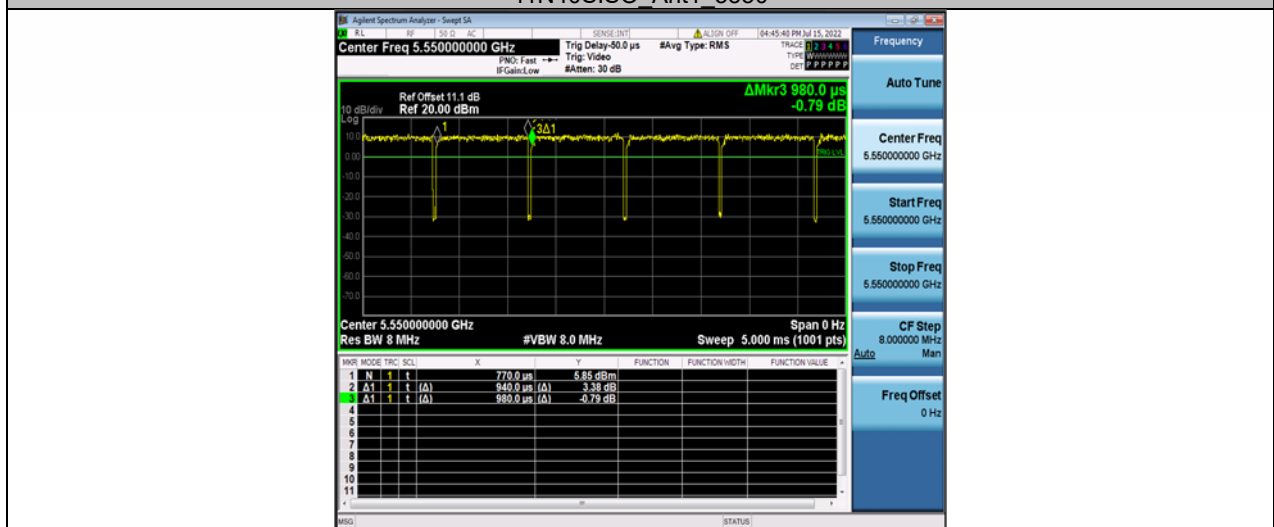 11N40SISO_Ant1_5550
Agilent Spectrum Analyzer - Swept SA
RL RF 50 Ω AC SENSE:INT ALIGN OFF 04:45:40 PM Jul 15, 2022
Center Freq 5.550000000 GHz Trig Delay-50.0 µs #Avg Type: RMS TRACE 1 2 3 4 5 6
PNO: Fast Trig: Video TYPE WWWWWW
IFGain:Low #Atten: 30 dB DET P P P P P P
Frequency
Auto Tune
Center Freq
5.550000000 GHz
Start Freq
5.550000000 GHz
Stop Freq
5.550000000 GHz
CF Step
8.000000 MHz
Auto Man
Freq Offset
0 Hz
ΔMkr3 980.0 µs
-0.79 dB
Ref Offset 11.1 dB
10 dB/div Ref 20.00 dBm
Log
1 3Δ1
10.0
0.00 TRIG LVL
-10.0
-20.0
-30.0
-40.0
-50.0
-60.0
-70.0
Center 5.550000000 GHz Span 0 Hz
Res BW 8 MHz #VBW 8.0 MHz Sweep 5.000 ms (1001 pts)
MKR MODE TRC SCL X Y FUNCTION FUNCTION WIDTH FUNCTION VALUE
1 N 1 t 770.0 µs 5.85 dBm
2 Δ1 1 t (Δ) 940.0 µs (Δ) 3.38 dB
3 Δ1 1 t (Δ) 980.0 µs (Δ) -0.79 dB
4
5
6
7
8
9
10
11
MSG STATUS